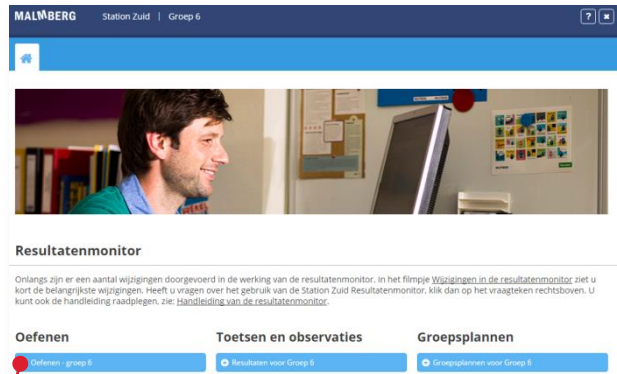 MALMBERG Station Zuid | Groep 6
Resultatenmonitor
Onlangs zijn er een aantal wijzigingen doorgevoerd in de werking van de resultatenmonitor. In het filmpje Wijzigingen in de resultatenmonitor ziet u
kort de belangrijkste wijzigingen. Heeft u vragen over het gebruik van de Station Zuid Resultatenmonitor, klik dan op het vraagteken rechtsboven. U
kunt ook de handleiding raadplegen, zie: Handleiding van de resultatenmonitor.
Oefenen Toetsen en observaties Groepsplannen
Oefenen - groep 6 Resultaten voor Groep 6 Groepsplannen voor Groep 6